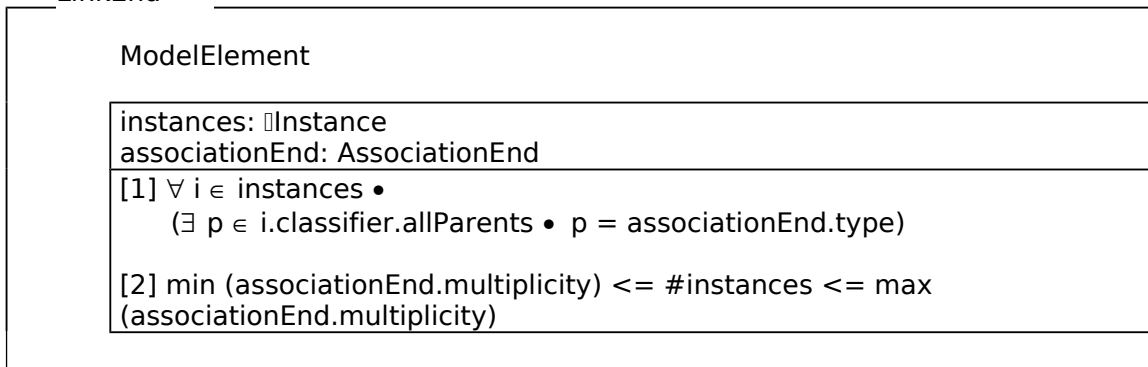 LinkEnd
ModelElement
instances: Instance
associationEnd: AssociationEnd
[1] ∀ i ∈ instances •
(∃ p ∈ i.classifier.allParents • p = associationEnd.type)
[2] min (associationEnd.multiplicity) <= #instances <= max
(associationEnd.multiplicity)